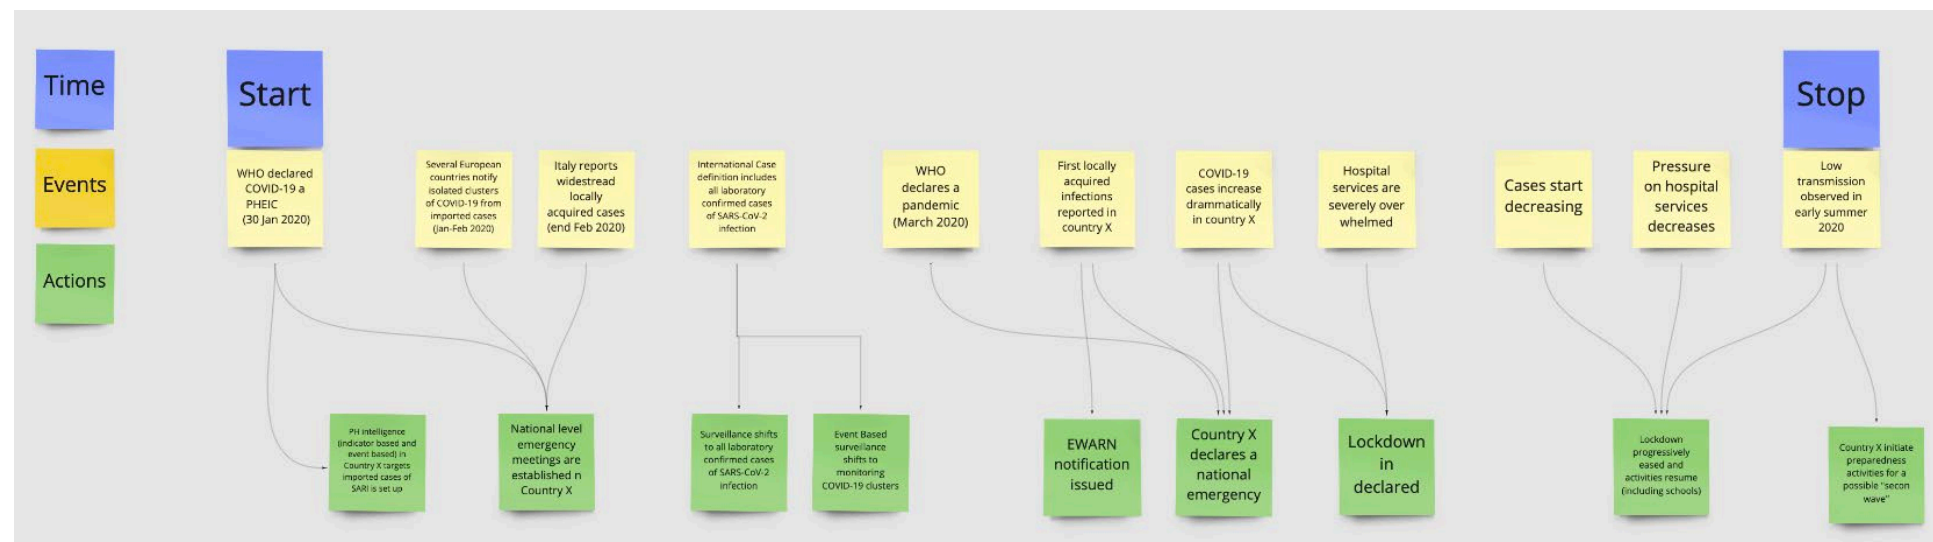 Time
Events
Actions
Start
Stop
WHO declared
COVID-19 a
PHEIC
(30 Jan 2020)
Several European
countries notify
isolated clusters
of COVID-19 from
imported cases
(Jan-Feb 2020)
Italy reports
widestread
locally
acquired cases
(end Feb 2020)
International Case
definition includes
all laboratory
confirmed cases
of SARS-CoV-2
infection
WHO
declares a
pandemic
(March 2020)
First locally
acquired
infections
reported in
country X
COVID-19
cases increase
dramatically
in country X
Hospital
services are
severely over
whelmed
Cases start
decreasing
Pressure
on hospital
services
decreases
Low
transmission
observed in
early summer
2020
PH intelligence
(indicator based and
event based) in
Country X targets
imported cases of
SARI is set up
National level
emergency
meetings are
established n
Country X
Surveillance shifts
to all laboratory
confirmed cases
of SARS-CoV-2
infection
Event Based
surveillance
shifts to
monitoring
COVID-19 clusters
EWARN
notification
issued
Country X
declares a
national
emergency
Lockdown
in
declared
Lockdown
progressively
eased and
activities resume
(including schools)
Country X initiate
preparedness
activities for a
possible "secon
wave"